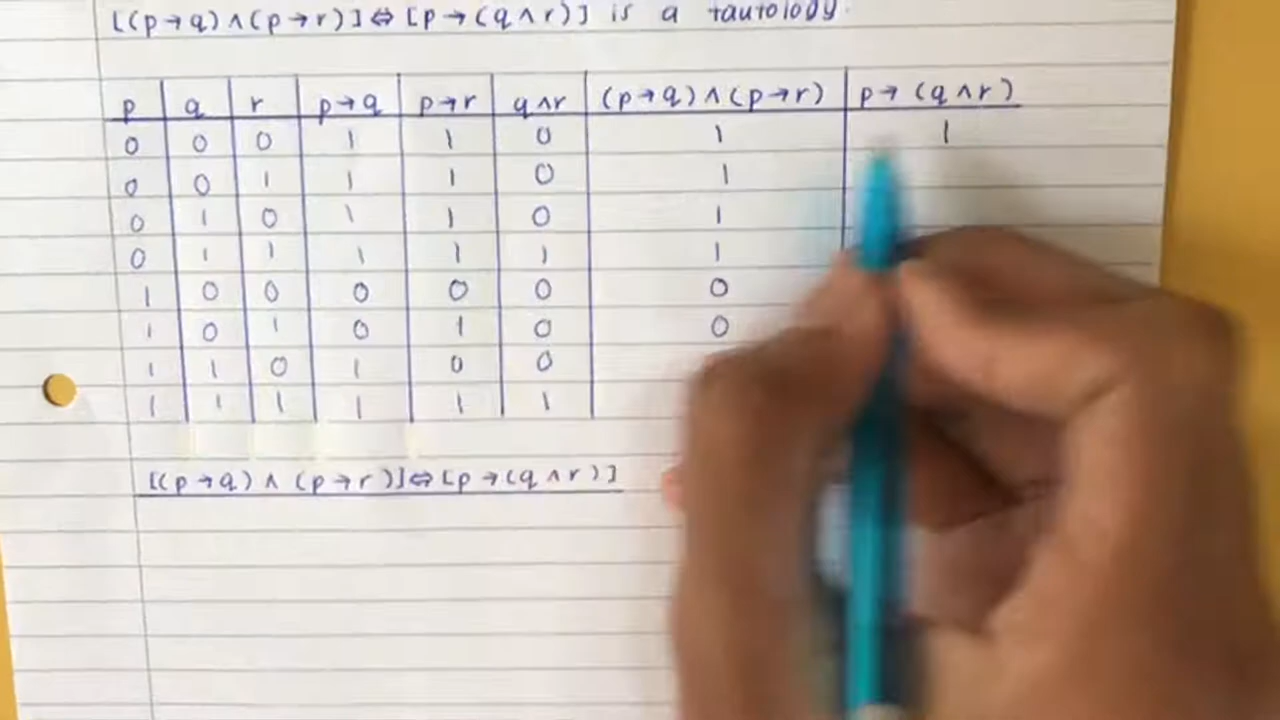 [(p→q)∧(p→r)]⇔[p→(q∧r)] is a tautology.
p q r p→q p→r q∧r (p→q)∧(p→r) p→(q∧r)
0 0 0 1 1 0 1 1
0 0 1 1 1 0 1
0 1 0 1 1 0 1
0 1 1 1 1 1 1
1 0 0 0 0 0 0
1 0 1 0 1 0 0
1 1 0 1 0 0
1 1 1 1 1 1
[(p→q)∧(p→r)]⇔[p→(q∧r)]